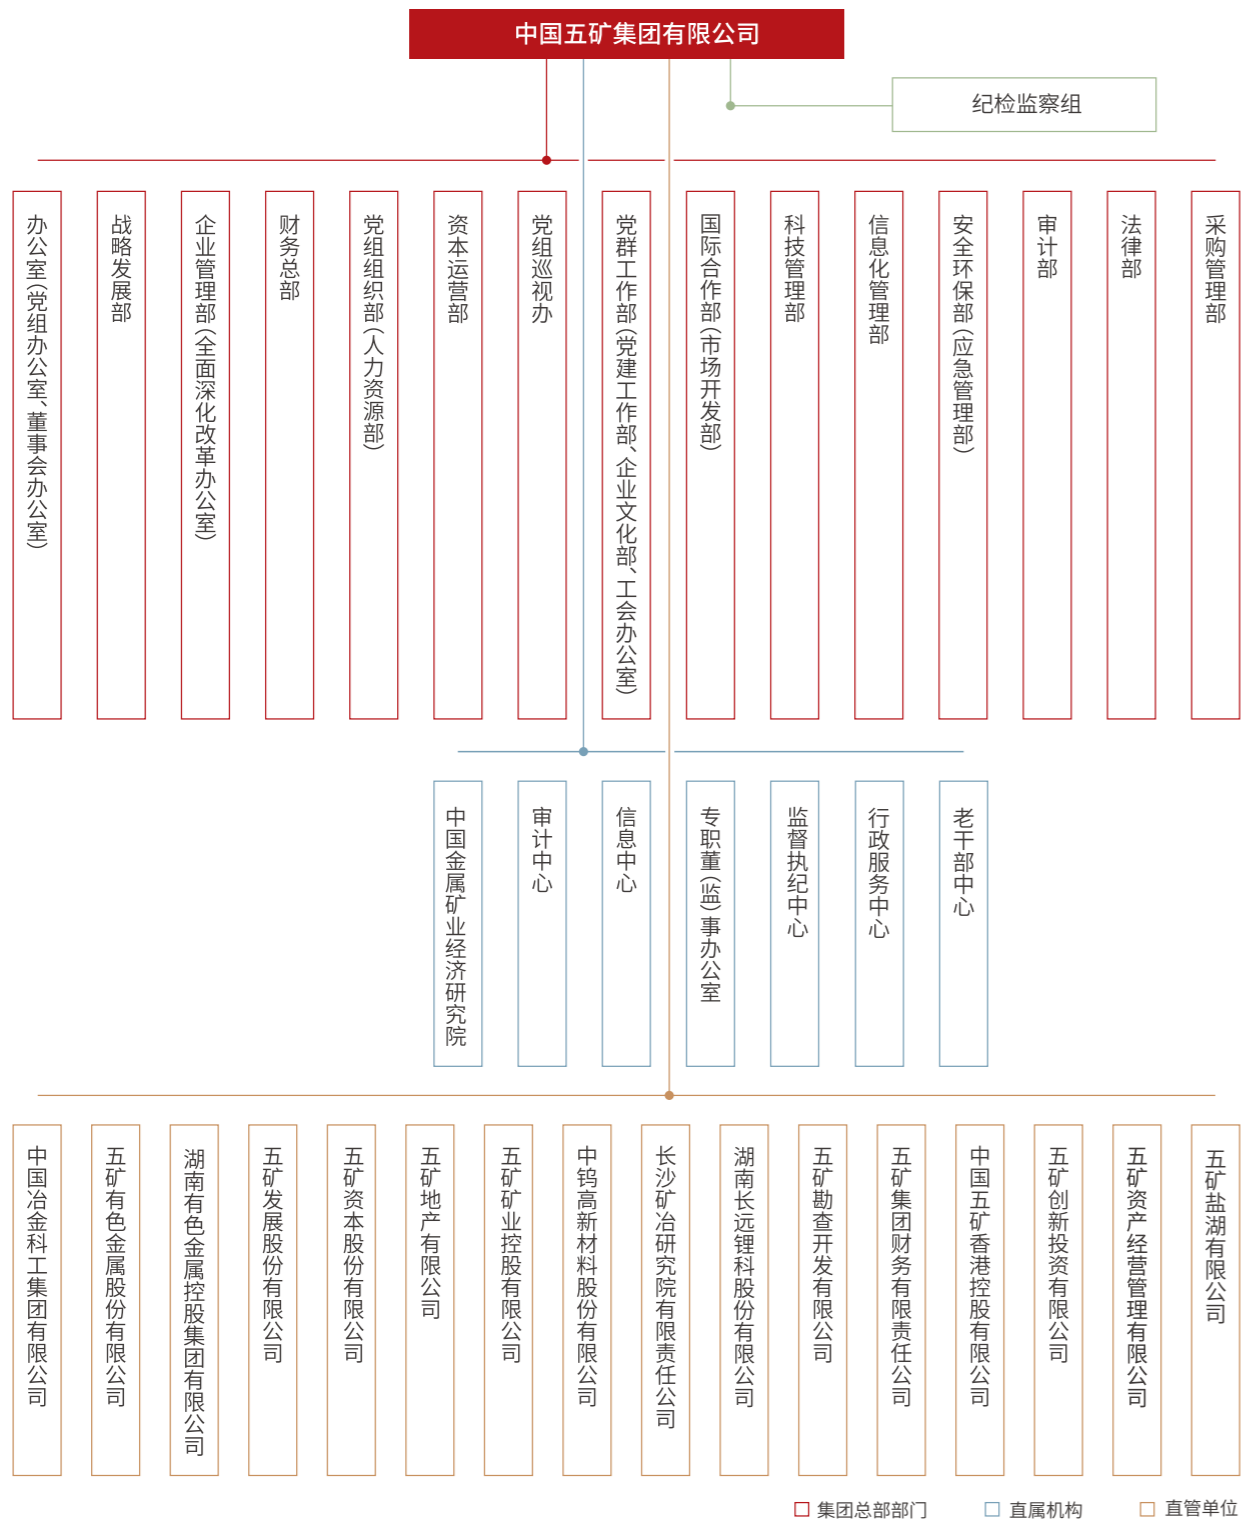 中国五矿集团有限公司
纪检监察组
办公室(党组办公室、董事会办公室)
战略发展部
企业管理部(全面深化改革办公室)
财务总部
党组组织部(人力资源部)
资本运营部
党组巡视办
党群工作部(党建工作部、企业文化部、工会办公室)
国际合作部(市场开发部)
科技管理部
信息化管理部
安全环保部(应急管理部)
审计部
法律部
采购管理部
中国金属矿业经济研究院
审计中心
信息中心
专职董(监)事办公室
监督执纪中心
行政服务中心
老干部中心
中国冶金科工集团有限公司
五矿有色金属股份有限公司
湖南有色金属控股集团有限公司
五矿发展股份有限公司
五矿资本股份有限公司
五矿地产有限公司
五矿矿业控股有限公司
中钨高新材料股份有限公司
长沙矿冶研究院有限责任公司
湖南长远锂科股份有限公司
五矿勘查开发有限公司
五矿集团财务有限责任公司
中国五矿香港控股有限公司
五矿创新投资有限公司
五矿资产经营管理有限公司
五矿盐湖有限公司
集团总部部门
直属机构
直管单位